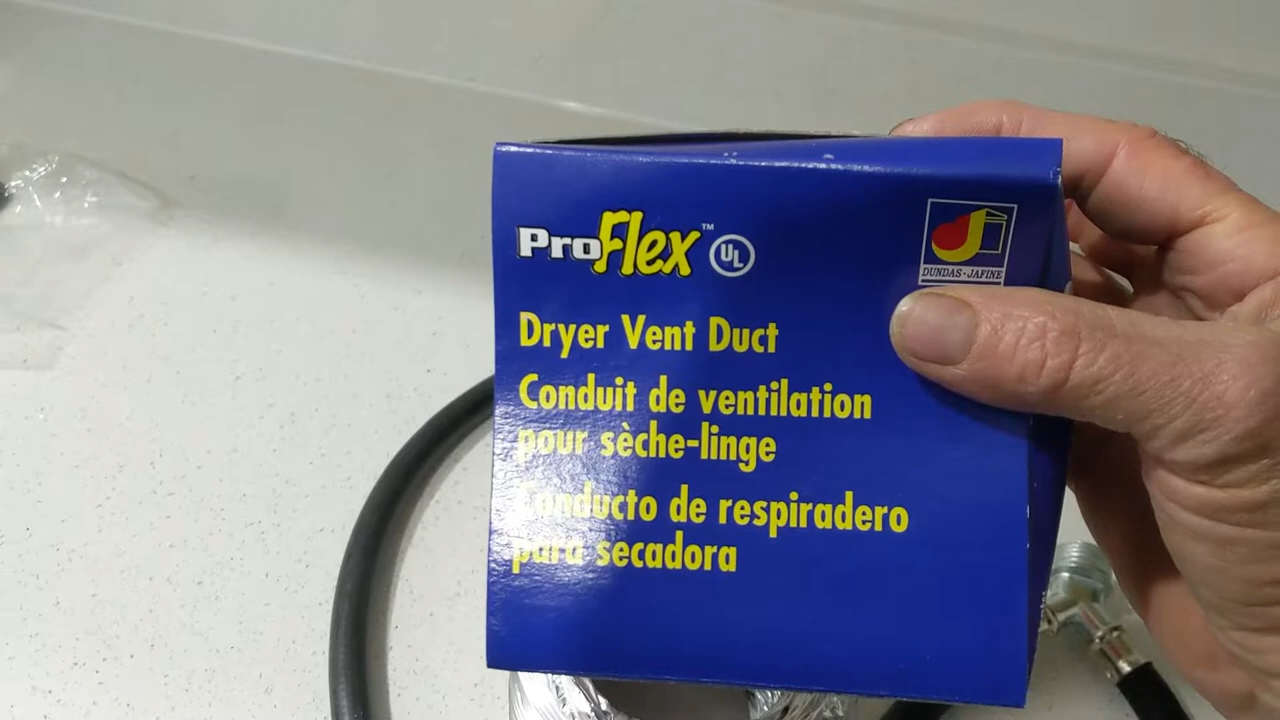 ProFlex™ UL
DUNDAS·JAFINE
Dryer Vent Duct
Conduit de ventilation
pour sèche-linge
Conducto de respiradero
para secadora